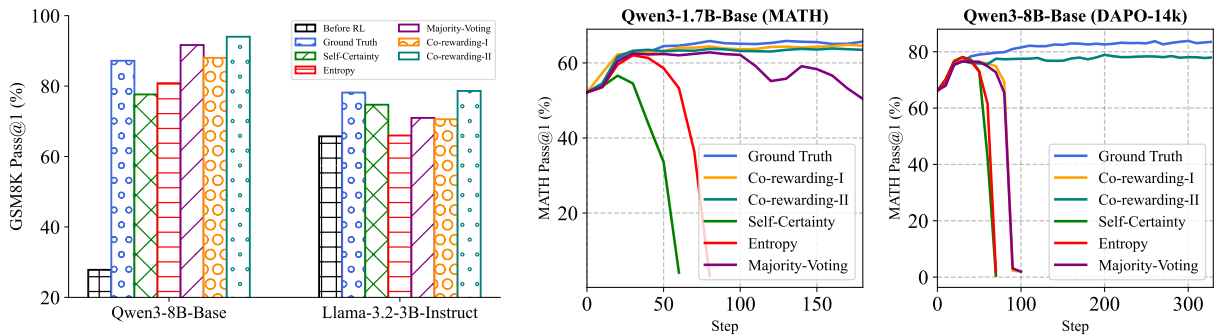 GSM8K Pass@1 (%)
100
80
60
40
20
Before RL
Ground Truth
Self-Certainty
Entropy
Majority-Voting
Co-rewarding-I
Co-rewarding-II
Qwen3-8B-Base
Llama-3.2-3B-Instruct
Qwen3-1.7B-Base (MATH)
MATH Pass@1 (%)
60
40
20
0
50
100
150
Step
Ground Truth
Co-rewarding-I
Co-rewarding-II
Self-Certainty
Entropy
Majority-Voting
Qwen3-8B-Base (DAPO-14k)
MATH Pass@1 (%)
80
60
40
20
0
0
100
200
300
Step
Ground Truth
Co-rewarding-I
Co-rewarding-II
Self-Certainty
Entropy
Majority-Voting